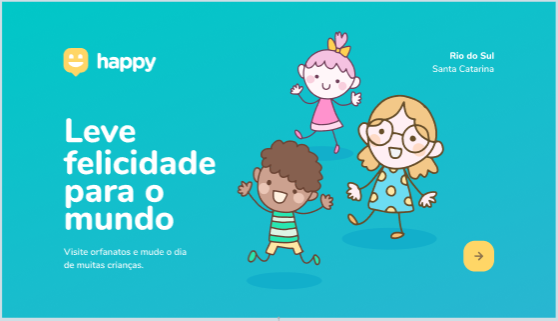 happy
Rio do Sul
Santa Catarina
Leve
felicidade
para o
mundo
Visite orfanatos e mude o dia
de muitas crianças.